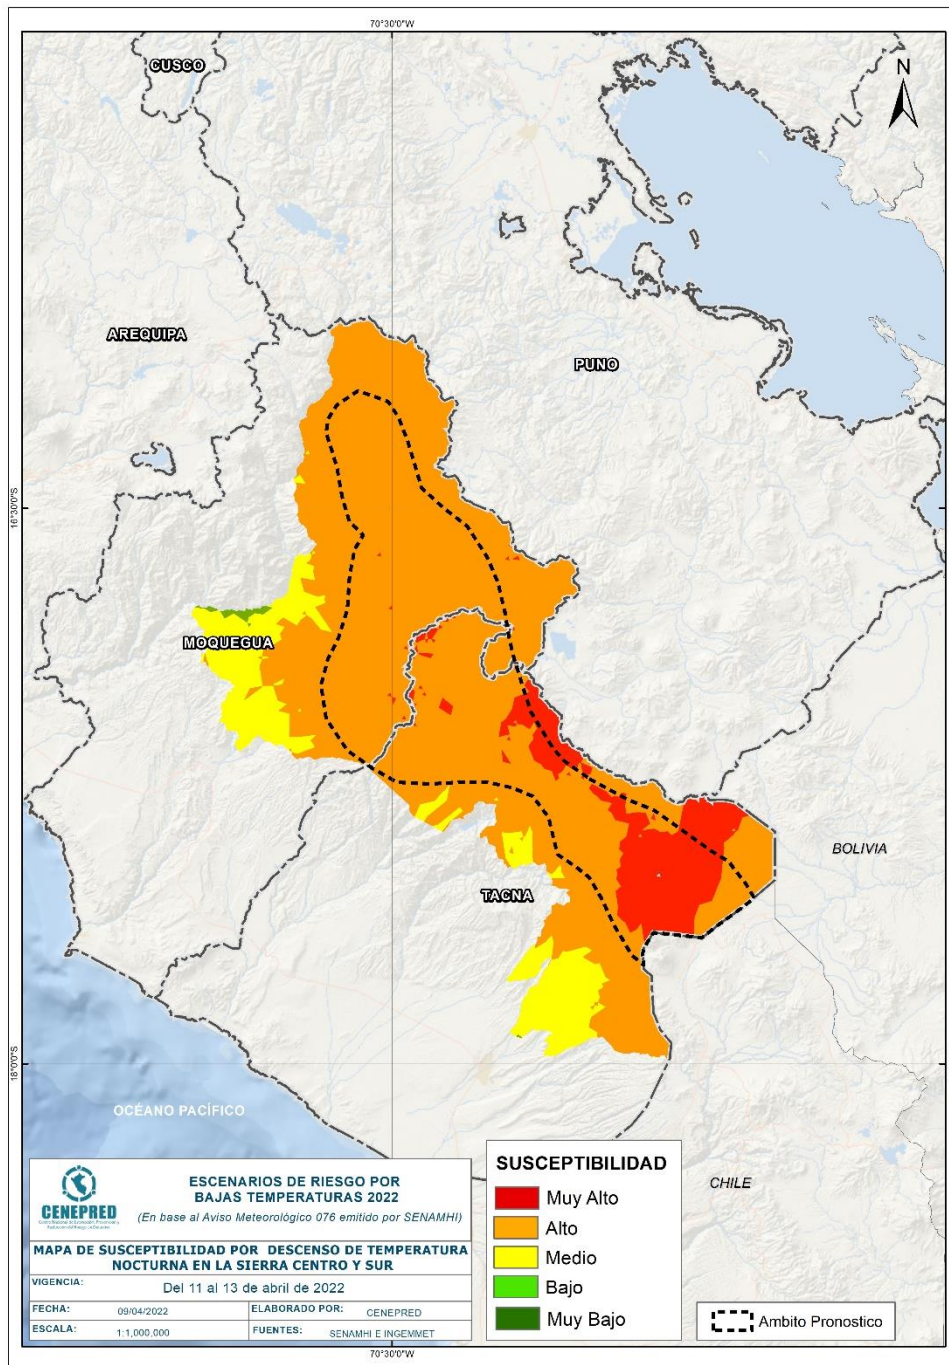 70°30'0"W
CUSCO
N
AREQUIPA
PUNO
16°30'0"S
MOQUEGUA
BOLIVIA
TACNA
18°0'0"S
OCÉANO PACÍFICO
CHILE
CENEPRED
ESCENARIOS DE RIESGO POR
BAJAS TEMPERATURAS 2022
(En base al Aviso Meteorológico 076 emitido por SENAMHI)
MAPA DE SUSCEPTIBILIDAD POR DESCENSO DE TEMPERATURA
NOCTURNA EN LA SIERRA CENTRO Y SUR
VIGENCIA: Del 11 al 13 de abril de 2022
FECHA: 09/04/2022 ELABORADO POR: CENEPRED
ESCALA: 1:1,000,000 FUENTES: SENAMHI E INGEMMET
SUSCEPTIBILIDAD
Muy Alto
Alto
Medio
Bajo
Muy Bajo
Ambito Pronostico
70°30'0"W